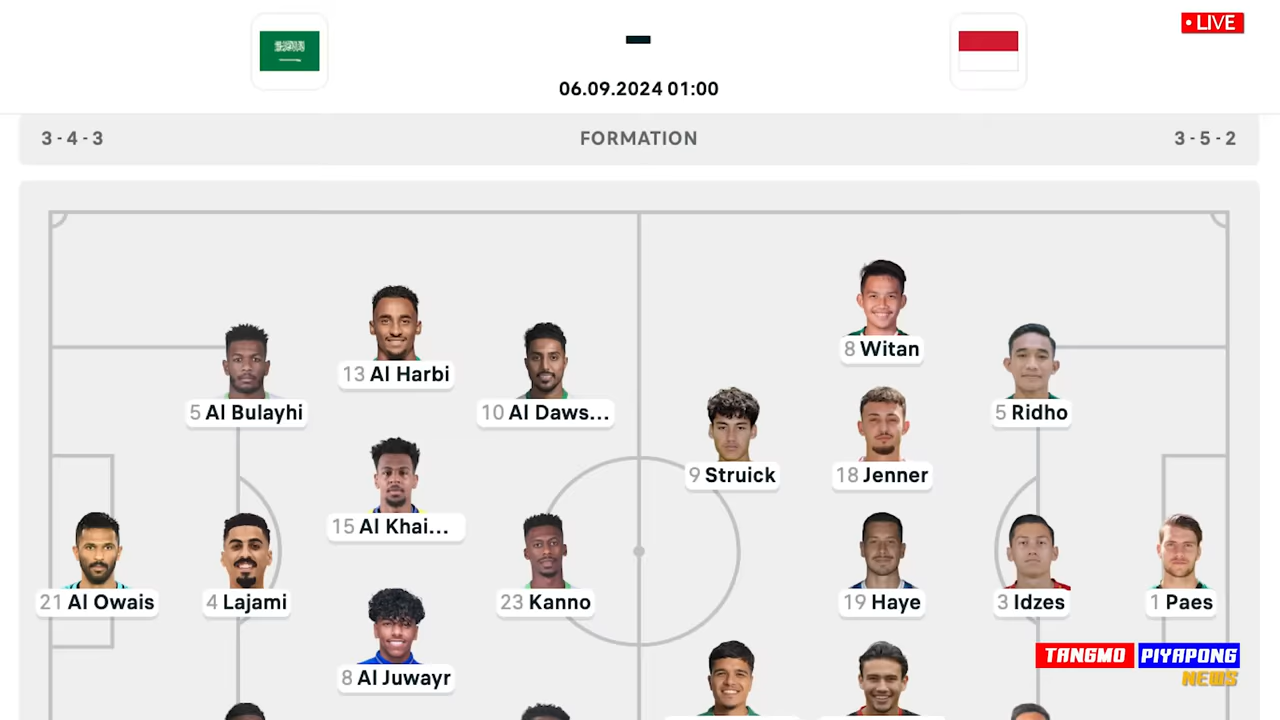 LIVE
06.09.2024 01:00
3 - 4 - 3
FORMATION
3 - 5 - 2
8 Witan
13 Al Harbi
5 Al Bulayhi
10 Al Daws...
5 Ridho
9 Struick
18 Jenner
15 Al Khai...
21 Al Owais
4 Lajami
23 Kanno
19 Haye
3 Idzes
1 Paes
8 Al Juwayr
TANGMO PIYAPONG
NEWS